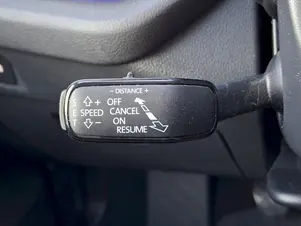 - DISTANCE +
SET
SPEED
+
-
OFF
CANCEL
ON
RESUME